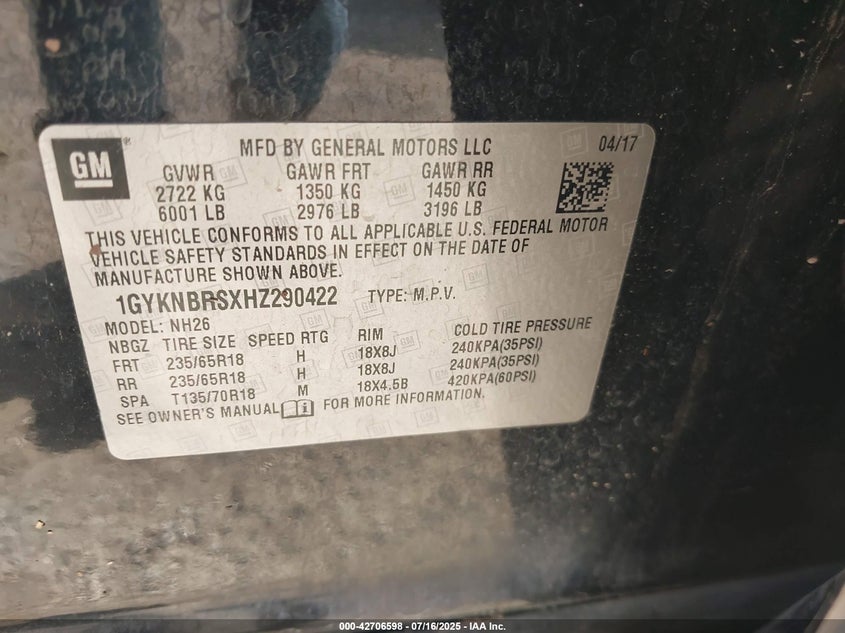 GM
MFD BY GENERAL MOTORS LLC 04/17
GVWR GAWR FRT GAWR RR
2722 KG 1350 KG 1450 KG
6001 LB 2976 LB 3196 LB
THIS VEHICLE CONFORMS TO ALL APPLICABLE U.S. FEDERAL MOTOR
VEHICLE SAFETY STANDARDS IN EFFECT ON THE DATE OF
MANUFACTURE SHOWN ABOVE.
1GYKNBRSXHZ290422 TYPE: M.P.V.
MODEL: NH26
NBGZ TIRE SIZE SPEED RTG RIM COLD TIRE PRESSURE
FRT 235/65R18 H 18X8J 240KPA(35PSI)
RR 235/65R18 H 18X8J 240KPA(35PSI)
SPA T135/70R18 M 18X4.5B 420KPA(60PSI)
SEE OWNER'S MANUAL FOR MORE INFORMATION.
000-42706598 - 07/16/2025 - IAA Inc.